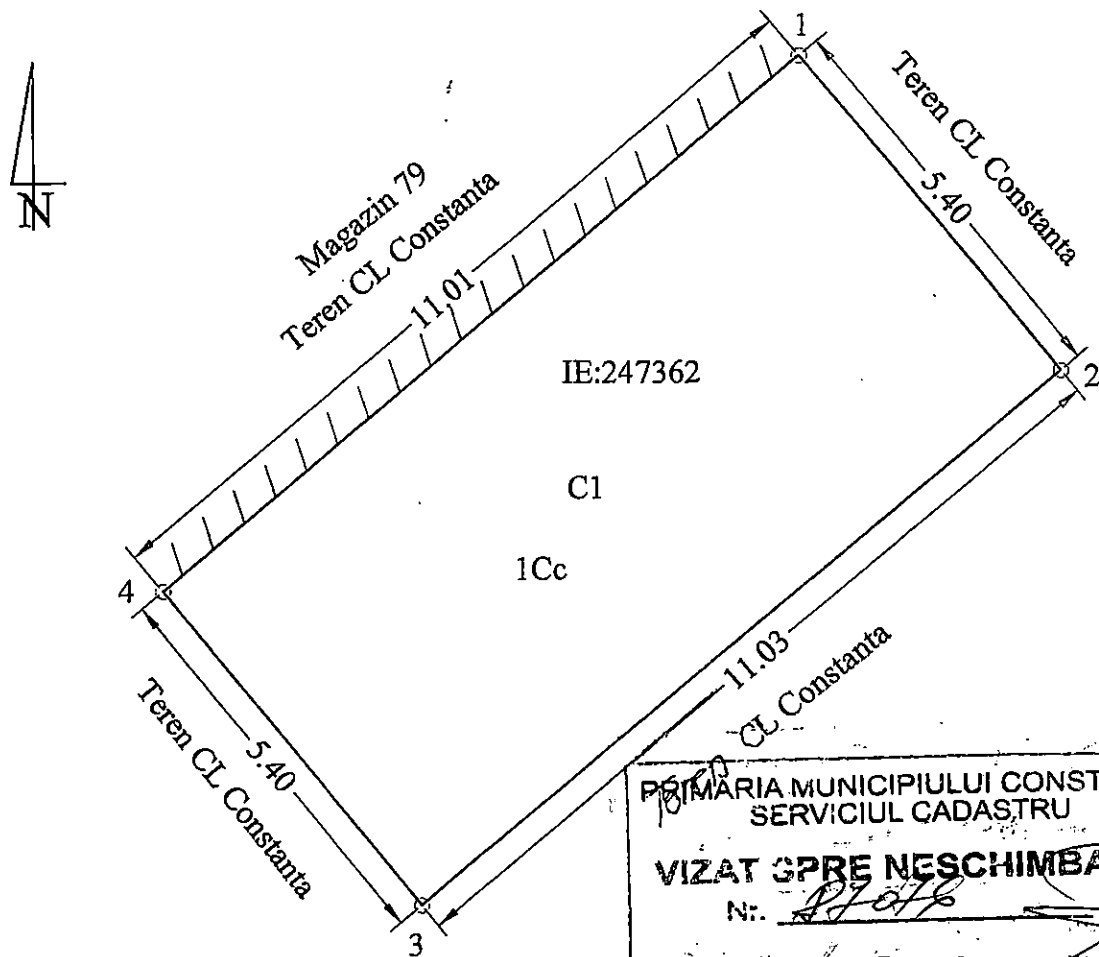 1
Teren CL Constanta
5.40
N
Magazin 79
Teren CL Constanta
11.01
IE:247362
2
C1
1Cc
4
11.03
CL Constanta
Teren CL Constanta
5.40
3
PRIMĂRIA MUNICIPIULUI CONST
SERVICIUL CADASTRU
VIZAT SPRE NESCHIMBA
Nr.